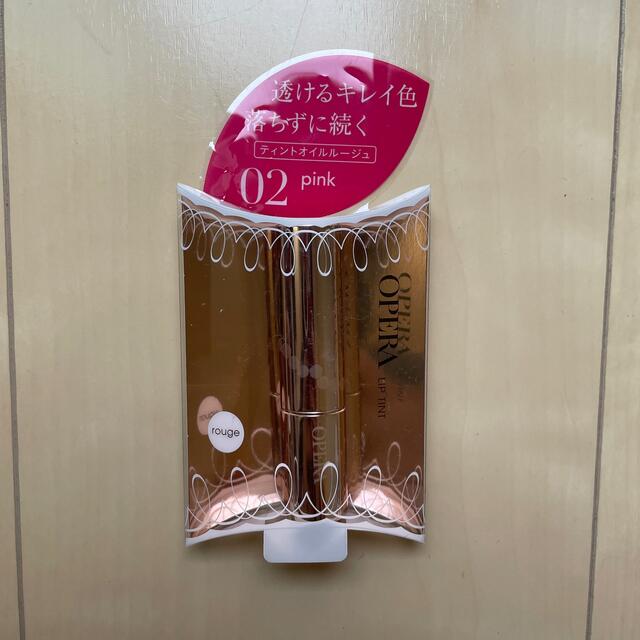 透けるキレイ色
落ちずに続く
ティントオイルルージュ
02 pink
OPERA
LIP TINT
rouge
OPERA